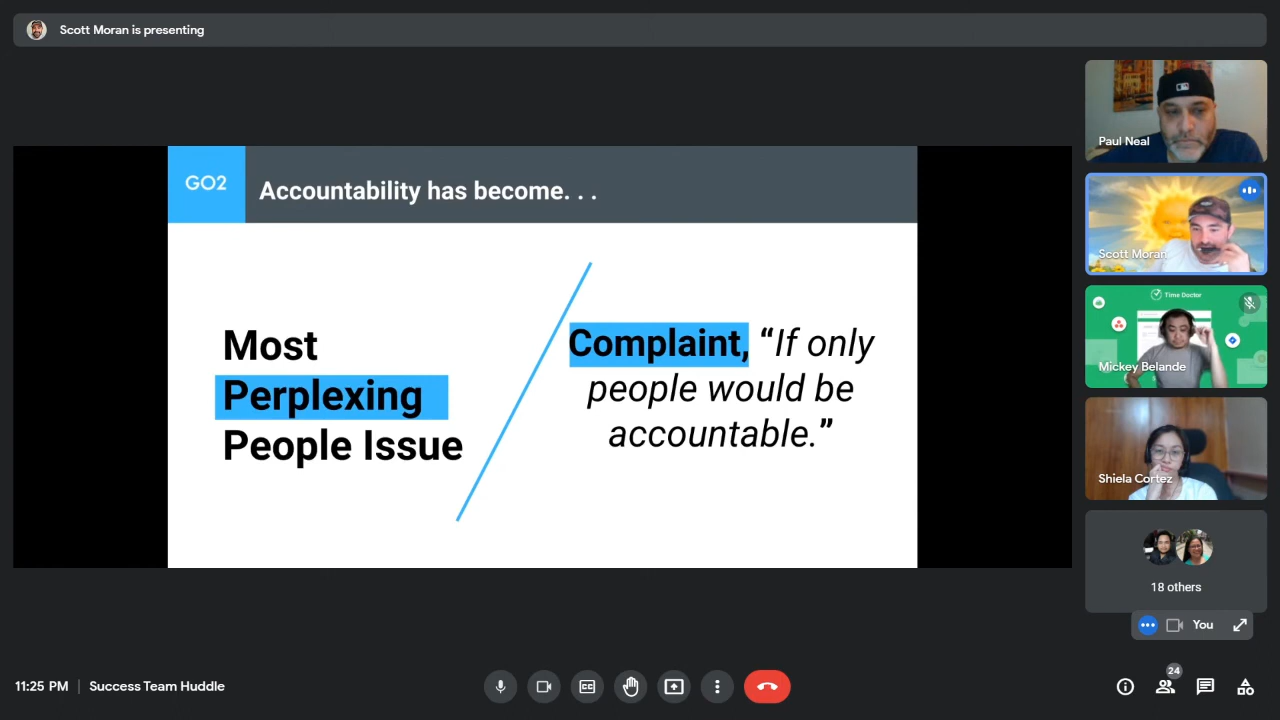 Scott Moran is presenting
GO2
Accountability has become. . .
Most
Perplexing
People Issue
Complaint, “If only
people would be
accountable.”
Paul Neal
Scott Moran
Time Doctor
Mickey Belande
Shiela Cortez
18 others
You
11:25 PM | Success Team Huddle
24